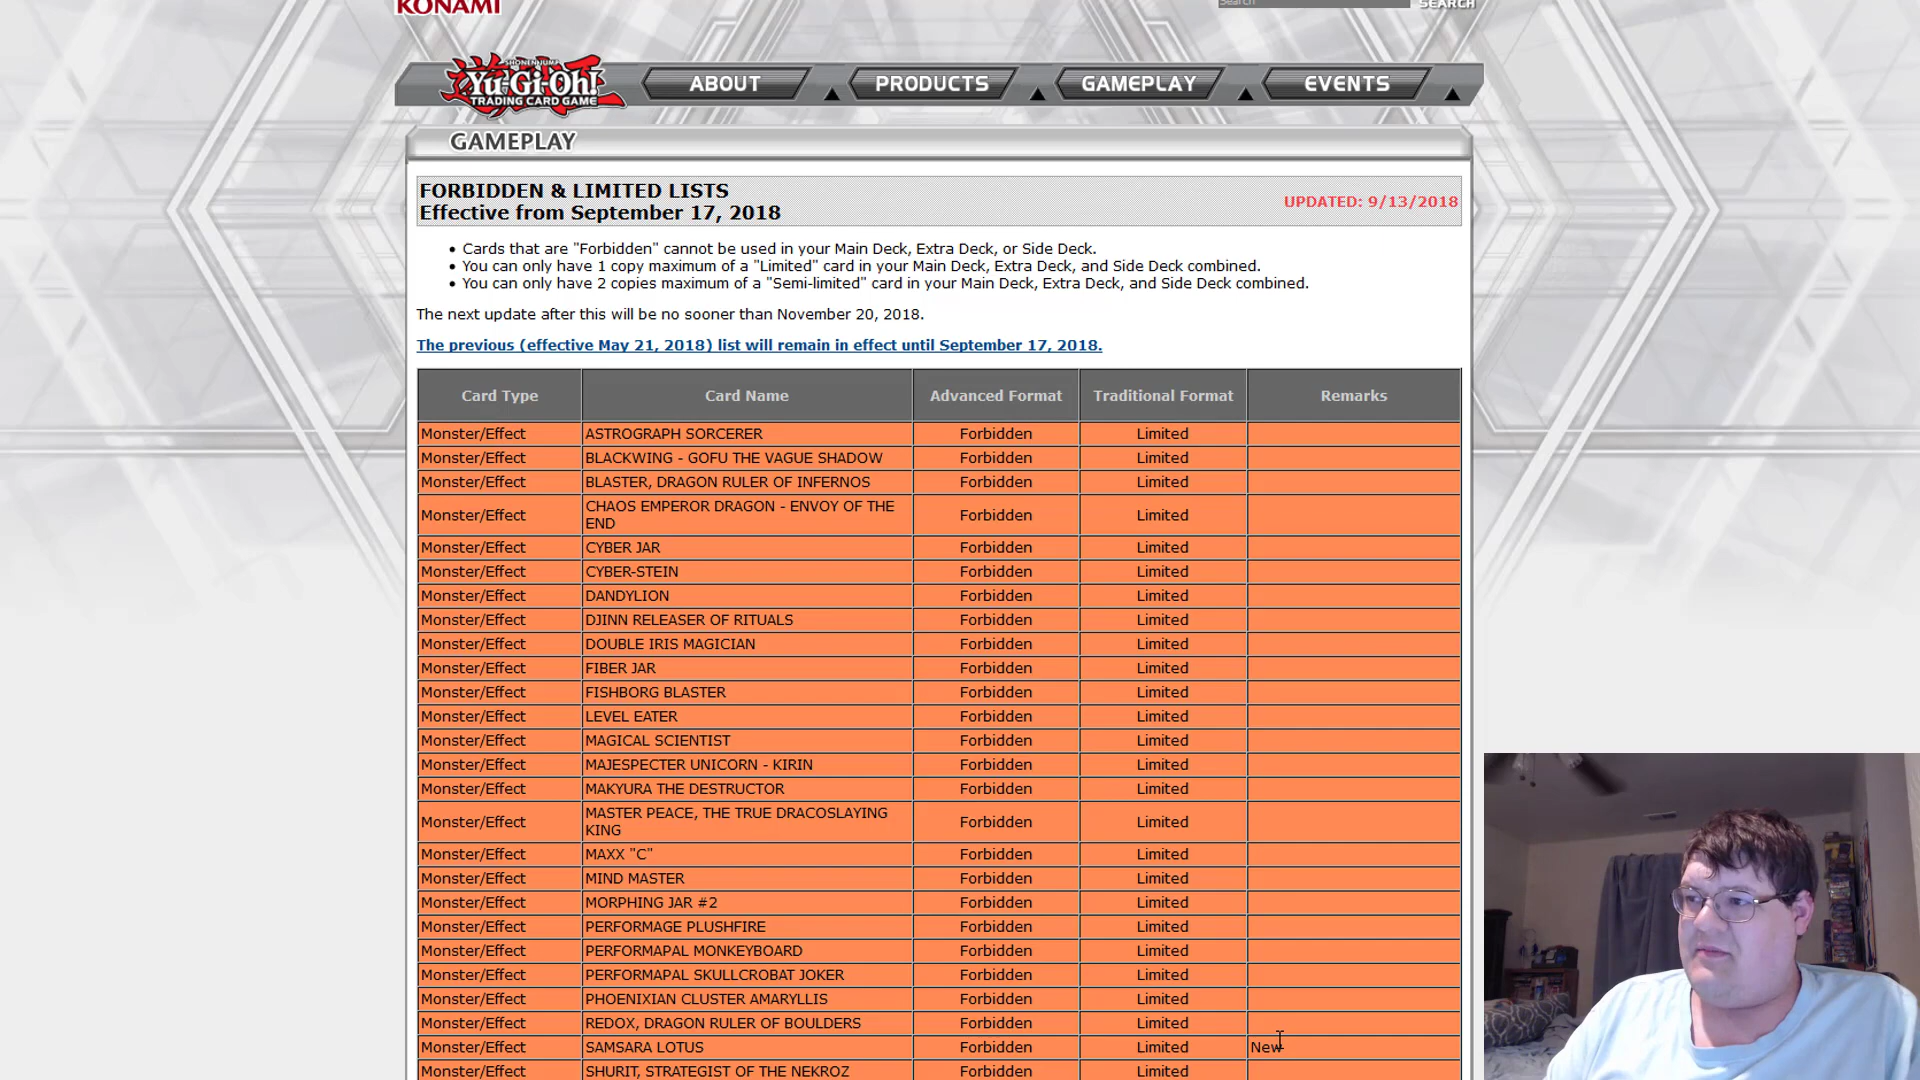 KONAMI
Search
SEARCH
SHONEN JUMP
Yu-Gi-Oh!
TRADING CARD GAME
ABOUT
PRODUCTS
GAMEPLAY
EVENTS
GAMEPLAY
FORBIDDEN & LIMITED LISTS
Effective from September 17, 2018
UPDATED: 9/13/2018
• Cards that are "Forbidden" cannot be used in your Main Deck, Extra Deck, or Side Deck.
• You can only have 1 copy maximum of a "Limited" card in your Main Deck, Extra Deck, and Side Deck combined.
• You can only have 2 copies maximum of a "Semi-limited" card in your Main Deck, Extra Deck, and Side Deck combined.
The next update after this will be no sooner than November 20, 2018.
The previous (effective May 21, 2018) list will remain in effect until September 17, 2018.
Card Type Card Name Advanced Format Traditional Format Remarks
Monster/Effect ASTROGRAPH SORCERER Forbidden Limited
Monster/Effect BLACKWING - GOFU THE VAGUE SHADOW Forbidden Limited
Monster/Effect BLASTER, DRAGON RULER OF INFERNOS Forbidden Limited
Monster/Effect CHAOS EMPEROR DRAGON - ENVOY OF THE
END Forbidden Limited
Monster/Effect CYBER JAR Forbidden Limited
Monster/Effect CYBER-STEIN Forbidden Limited
Monster/Effect DANDYLION Forbidden Limited
Monster/Effect DJINN RELEASER OF RITUALS Forbidden Limited
Monster/Effect DOUBLE IRIS MAGICIAN Forbidden Limited
Monster/Effect FIBER JAR Forbidden Limited
Monster/Effect FISHBORG BLASTER Forbidden Limited
Monster/Effect LEVEL EATER Forbidden Limited
Monster/Effect MAGICAL SCIENTIST Forbidden Limited
Monster/Effect MAJESPECTER UNICORN - KIRIN Forbidden Limited
Monster/Effect MAKYURA THE DESTRUCTOR Forbidden Limited
Monster/Effect MASTER PEACE, THE TRUE DRACOSLAYING
KING Forbidden Limited
Monster/Effect MAXX "C" Forbidden Limited
Monster/Effect MIND MASTER Forbidden Limited
Monster/Effect MORPHING JAR #2 Forbidden Limited
Monster/Effect PERFORMAGE PLUSHFIRE Forbidden Limited
Monster/Effect PERFORMAPAL MONKEYBOARD Forbidden Limited
Monster/Effect PERFORMAPAL SKULLCROBAT JOKER Forbidden Limited
Monster/Effect PHOENIXIAN CLUSTER AMARYLLIS Forbidden Limited
Monster/Effect REDOX, DRAGON RULER OF BOULDERS Forbidden Limited
Monster/Effect SAMSARA LOTUS Forbidden Limited New
Monster/Effect SHURIT, STRATEGIST OF THE NEKROZ Forbidden Limited